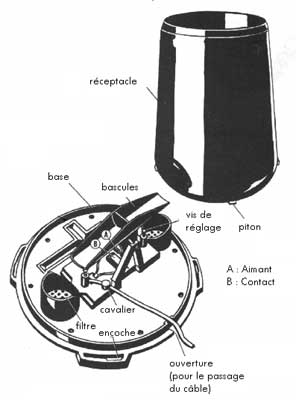 réceptacle
base
bascules
A
B
vis de
réglage
piton
A : Aimant
B : Contact
cavalier
filtre
encoche
ouverture
(pour le passage
du câble)